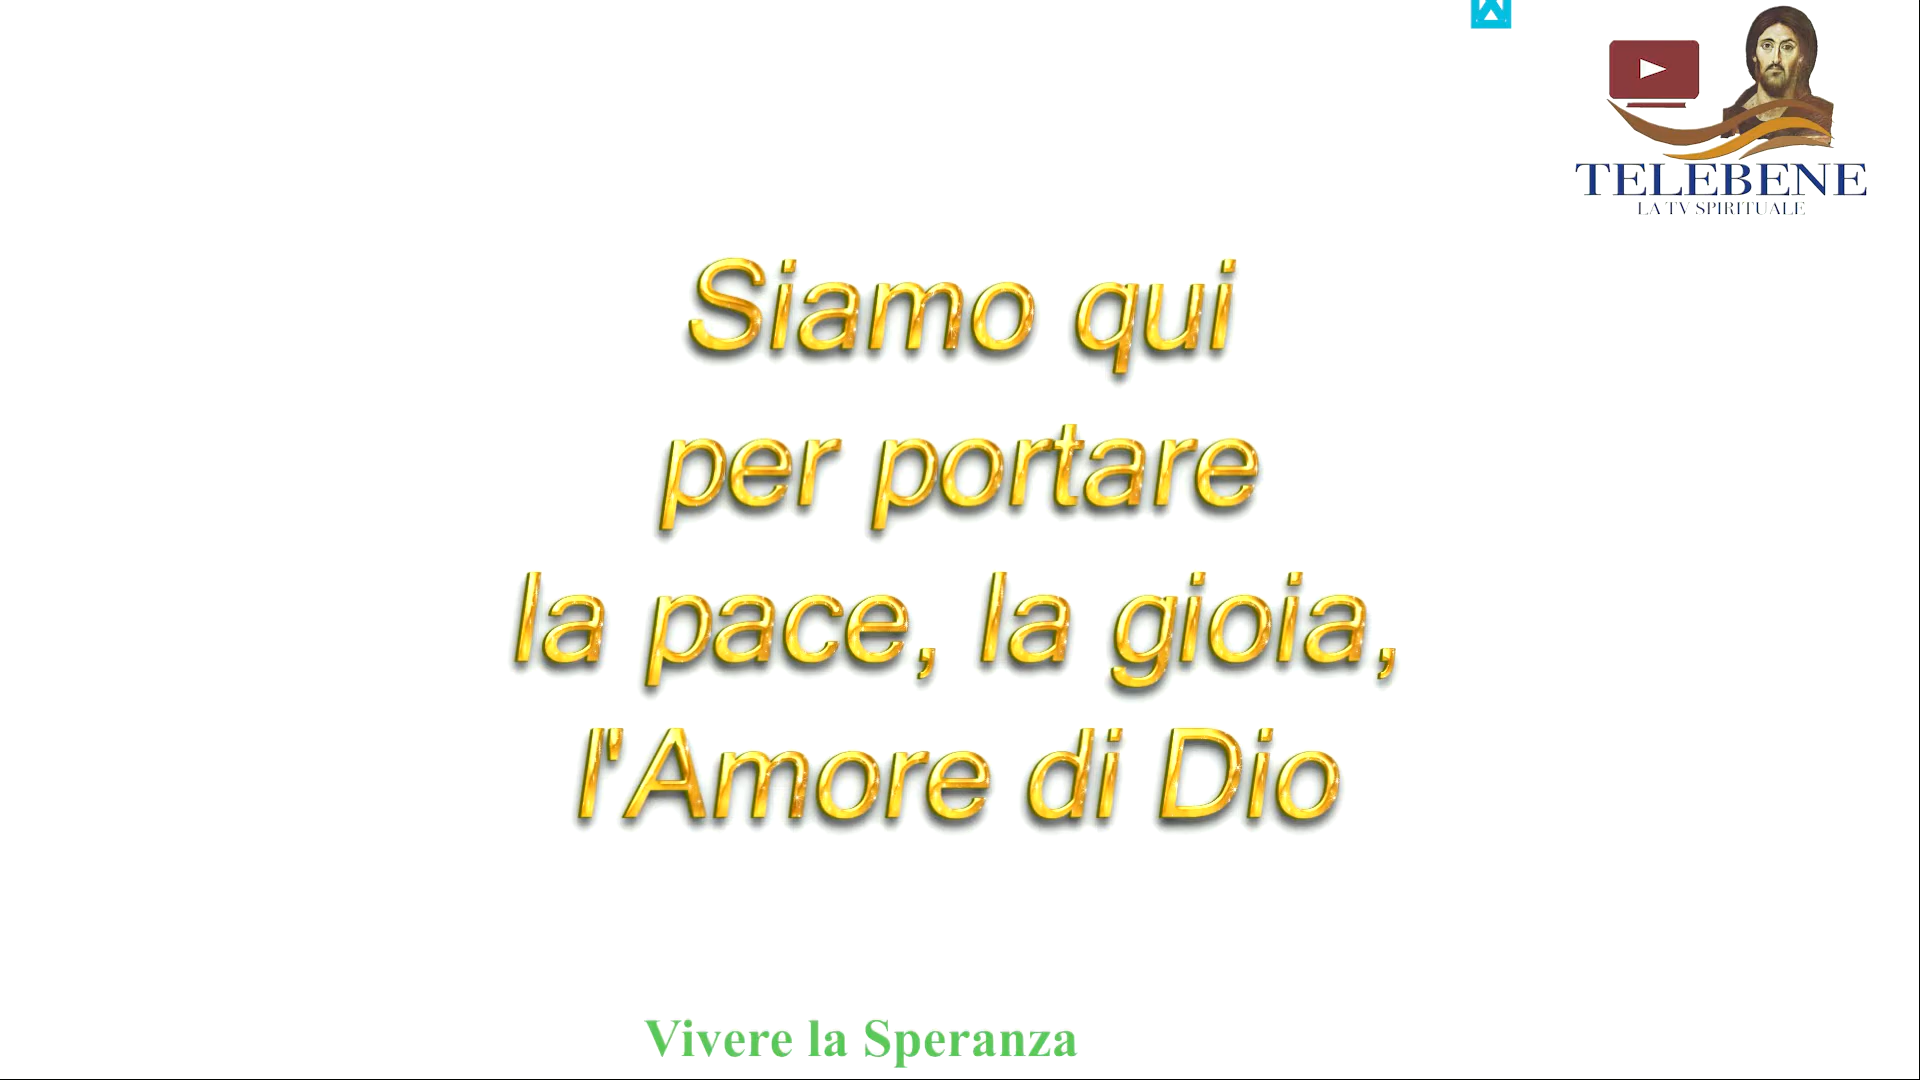 TELEBENE
LA TV SPIRITUALE
Siamo qui
per portare
la pace, la gioia,
l'Amore di Dio
Vivere la Speranza